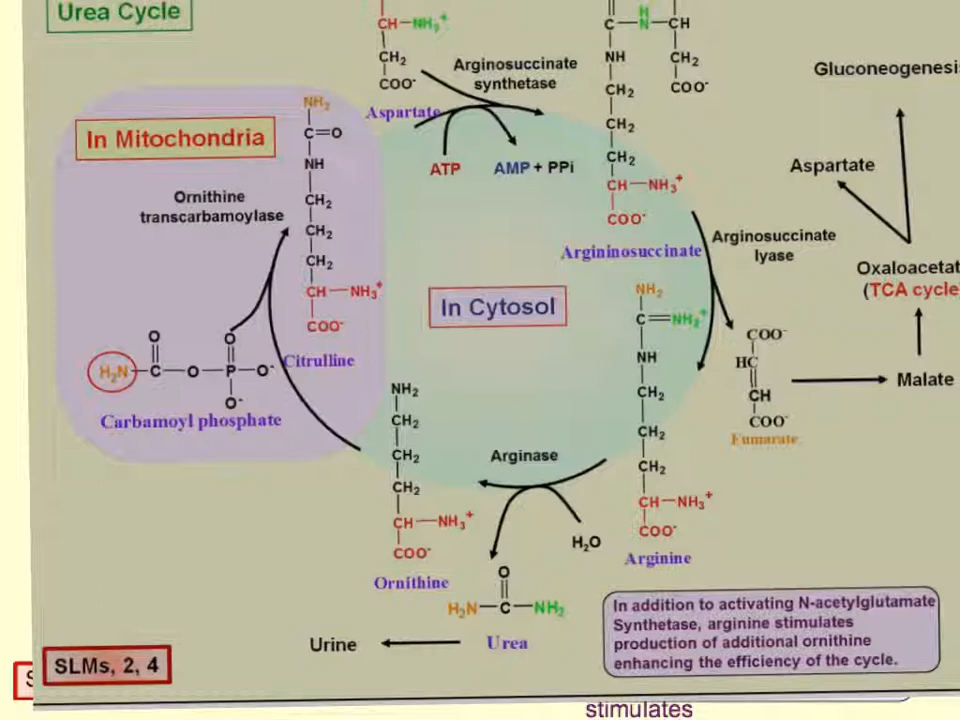 Urea Cycle
CH—NH3+
CH2
COO-
Aspartate
Arginosuccinate
synthetase
ATP
AMP + PPi
C—N—CH
H
NH
CH2
CH2
COO-
CH2
CH2
CH—NH3+
COO-
Argininosuccinate
Gluconeogenesi
Aspartate
Oxaloacetat
(TCA cycle
Malate
Arginosuccinate
lyase
In Mitochondria
NH2
C=O
NH
CH2
CH2
CH2
CH—NH3+
COO-
Citrulline
Ornithine
transcarbamoylase
O O
H2N—C—O—P—O-
O-
Carbamoyl phosphate
In Cytosol
NH2
C=NH2+
NH
CH2
CH2
CH2
CH—NH3+
COO-
Arginine
COO-
HC
CH
COO-
Fumarate
NH2
CH2
CH2
CH2
CH—NH3+
COO-
Ornithine
Arginase
H2O
O
H2N—C—NH2
Urea
Urine
In addition to activating N-acetylglutamate
Synthetase, arginine stimulates
production of additional ornithine
enhancing the efficiency of the cycle.
SLMs, 2, 4
S
stimulates